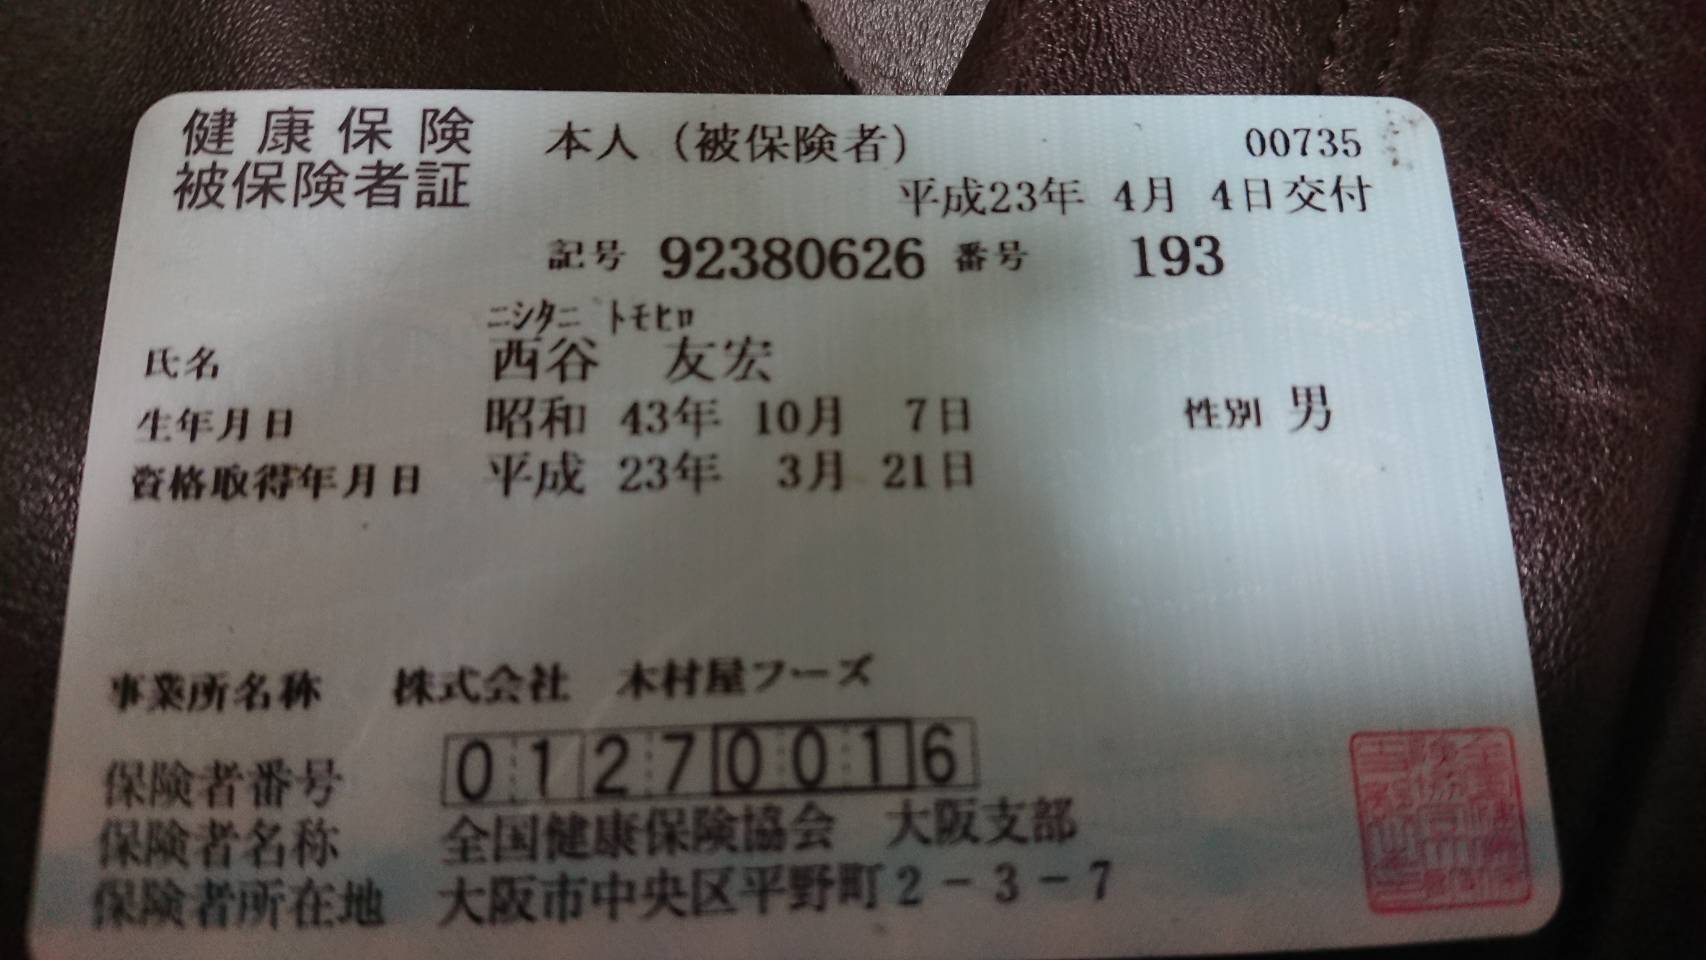 健康保険 本人（被保険者） 00735
被保険者証 平成23年 4月 4日交付
記号 92380626 番号 193
ﾆｼﾀﾆ ﾄﾓﾋﾛ
氏名 西谷 友宏
生年月日 昭和 43年 10月 7日 性別 男
資格取得年月日 平成 23年 3月 21日
事業所名称 株式会社 木村屋フーズ
保険者番号 01270016
保険者名称 全国健康保険協会 大阪支部
保険者所在地 大阪市中央区平野町2－3－7